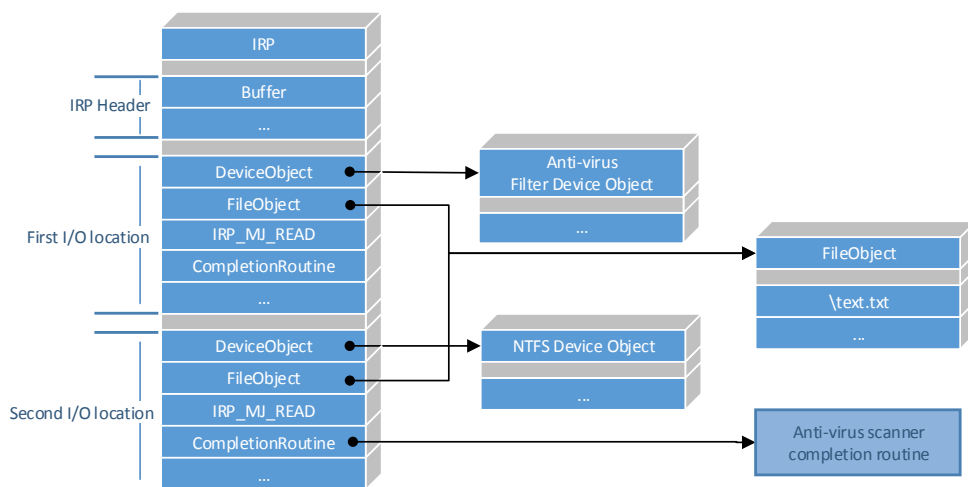 IRP
IRP Header
Buffer
...
First I/O location
DeviceObject
FileObject
IRP_MJ_READ
CompletionRoutine
...
Second I/O location
DeviceObject
FileObject
IRP_MJ_READ
CompletionRoutine
...
Anti-virus
Filter Device Object
...
NTFS Device Object
...
FileObject
\text.txt
...
Anti-virus scanner
completion routine